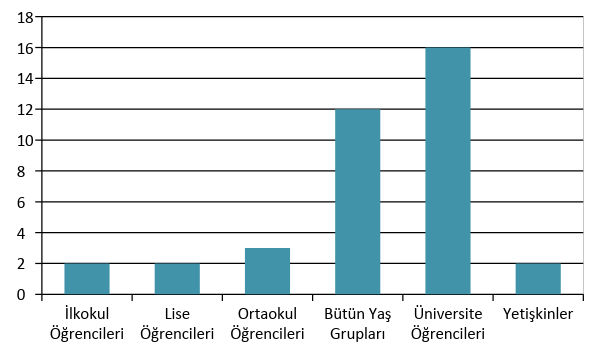 18
16
14
12
10
8
6
4
2
0
İlkokul Öğrencileri
Lise Öğrencileri
Ortaokul Öğrencileri
Bütün Yaş Grupları
Üniversite Öğrencileri
Yetişkinler